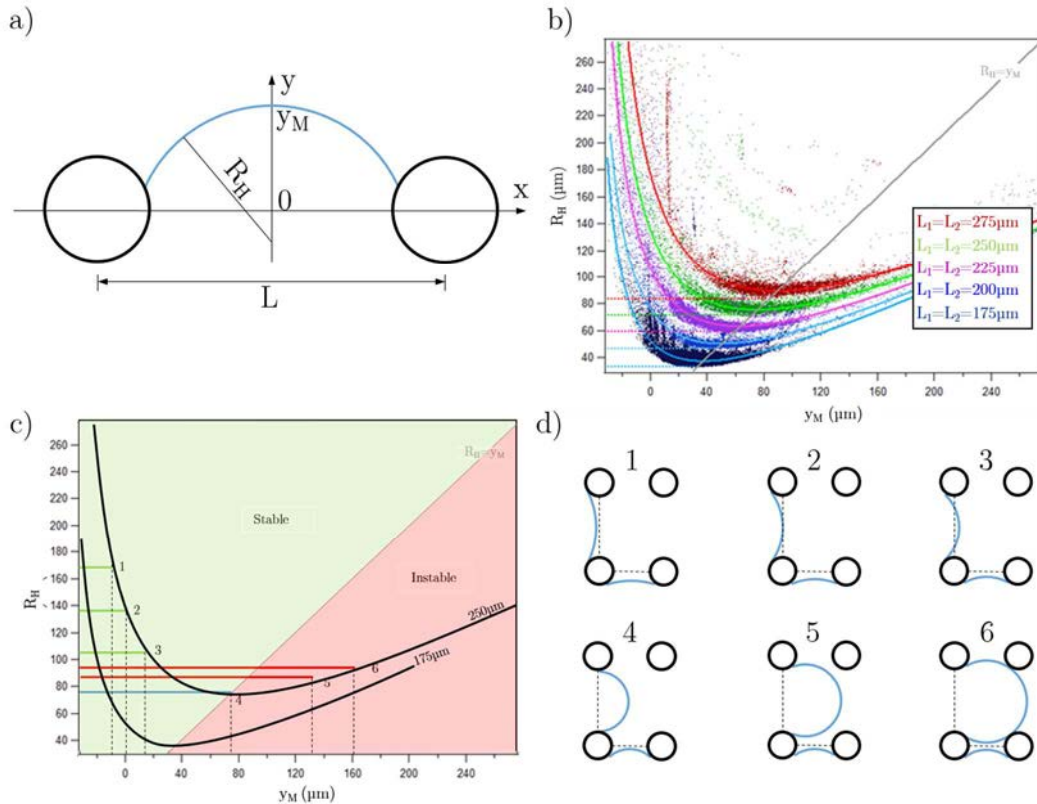 a)
y
y_M
R_H
0
x
L
b)
R_H (µm)
260
240
220
200
180
160
140
120
100
80
60
40
R_H=y_M
L₁=L₂=275µm
L₁=L₂=250µm
L₁=L₂=225µm
L₁=L₂=200µm
L₁=L₂=175µm
0
40
80
120
160
200
240
y_M (µm)
c)
R_H
260
240
220
200
180
160
140
120
100
80
60
40
R_H=y_M
Stable
Instable
1
2
3
4
5
6
250µm
175µm
0
40
80
120
160
200
240
y_M (µm)
d)
1 2 3
4 5 6